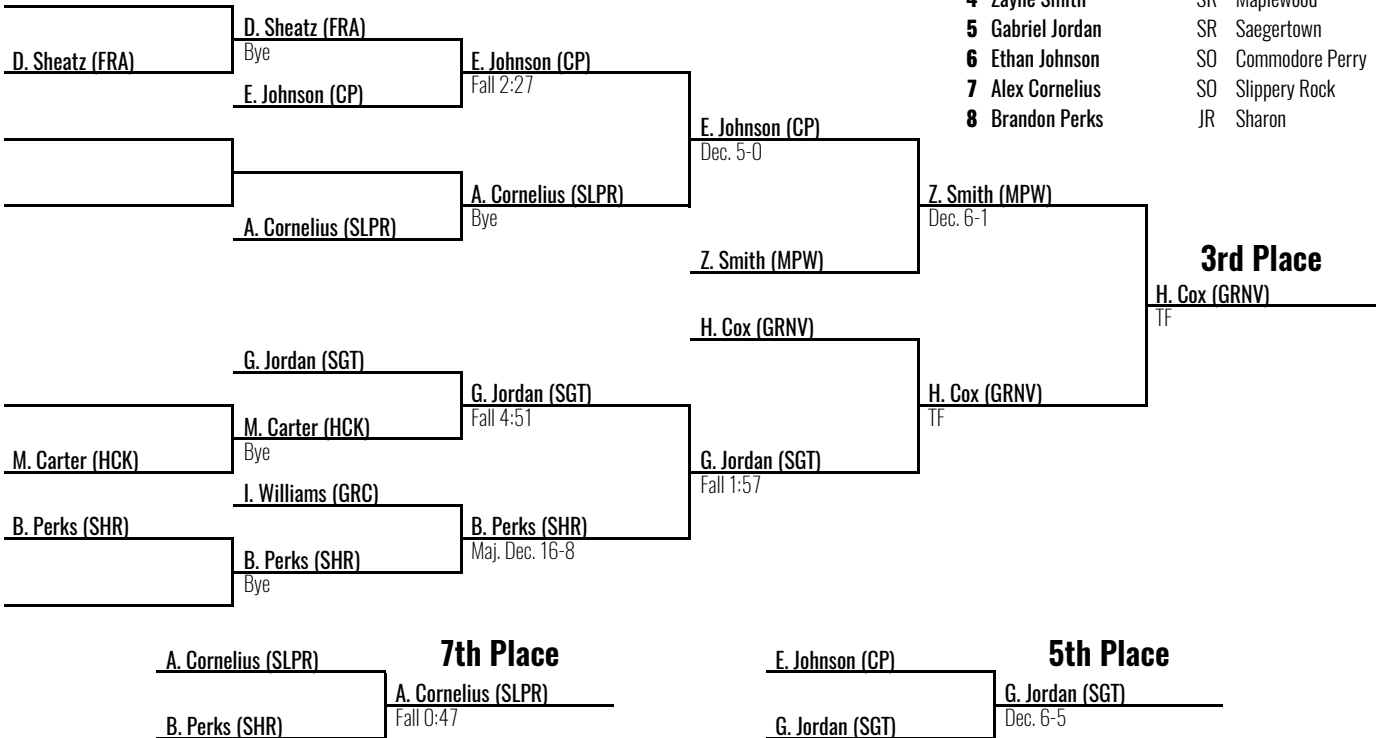 4 Zayne Smith SR Maplewood
5 Gabriel Jordan SR Saegertown
6 Ethan Johnson SO Commodore Perry
7 Alex Cornelius SO Slippery Rock
8 Brandon Perks JR Sharon
D. Sheatz (FRA)
D. Sheatz (FRA)
Bye
E. Johnson (CP)
E. Johnson (CP)
Fall 2:27
A. Cornelius (SLPR)
A. Cornelius (SLPR)
Bye
E. Johnson (CP)
Dec. 5-0
Z. Smith (MPW)
Z. Smith (MPW)
Dec. 6-1
3rd Place
H. Cox (GRNV)
TF
H. Cox (GRNV)
H. Cox (GRNV)
TF
G. Jordan (SGT)
G. Jordan (SGT)
Fall 4:51
M. Carter (HCK)
Bye
M. Carter (HCK)
G. Jordan (SGT)
Fall 1:57
I. Williams (GRC)
B. Perks (SHR)
B. Perks (SHR)
Maj. Dec. 16-8
B. Perks (SHR)
Bye
7th Place
A. Cornelius (SLPR)
A. Cornelius (SLPR)
Fall 0:47
B. Perks (SHR)
5th Place
E. Johnson (CP)
G. Jordan (SGT)
Dec. 6-5
G. Jordan (SGT)